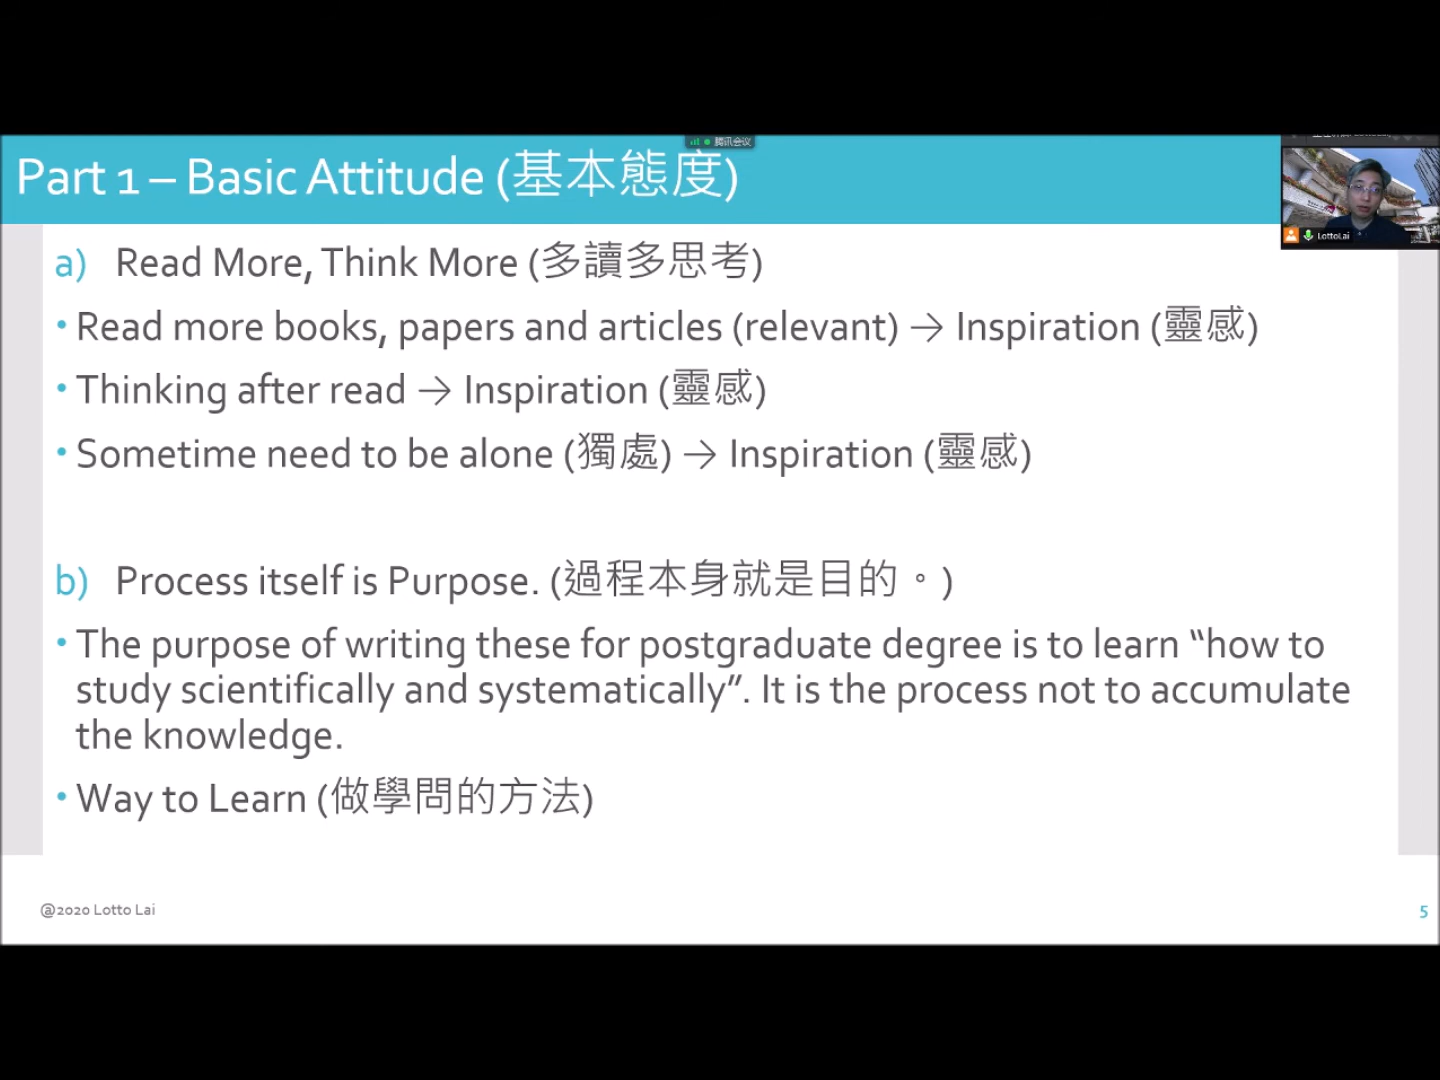 腾讯会议
Part 1 – Basic Attitude (基本態度)
LottoLai
a) Read More, Think More (多讀多思考)
• Read more books, papers and articles (relevant) → Inspiration (靈感)
• Thinking after read → Inspiration (靈感)
• Sometime need to be alone (獨處) → Inspiration (靈感)
b) Process itself is Purpose. (過程本身就是目的。)
• The purpose of writing these for postgraduate degree is to learn “how to
study scientifically and systematically”. It is the process not to accumulate
the knowledge.
• Way to Learn (做學問的方法)
@2020 Lotto Lai
5